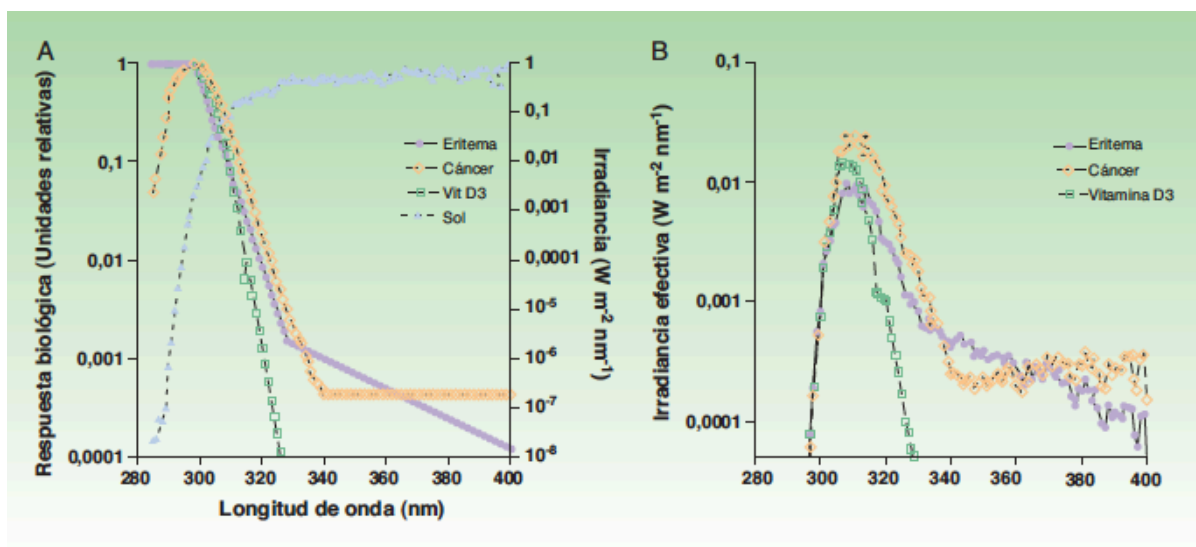 A
Respuesta biológica (Unidades relativas)
1
0,1
0,01
0,001
0,0001
280 300 320 340 360 380 400
Longitud de onda (nm)
1
0,1
0,01
0,001
0,0001
10-5
10-6
10-7
10-8
Irradiancia (W m-2 nm-1)
Eritema
Cáncer
Vit D3
Sol
B
Irradiancia efectiva (W m-2 nm-1)
0,1
0,01
0,001
0,0001
280 300 320 340 360 380 400
Eritema
Cáncer
Vitamina D3